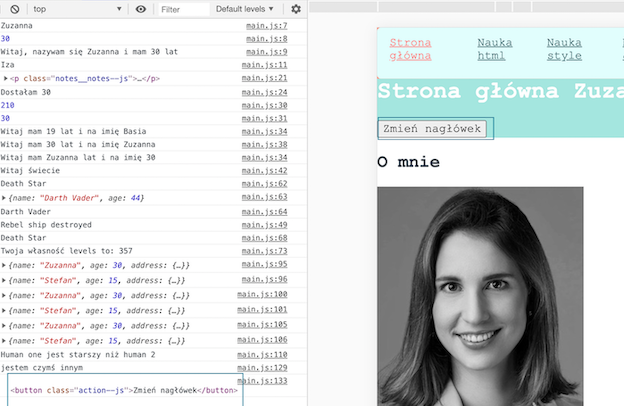 top
Filter
Default levels
Zuzanna main.js:7
30 main.js:8
Witaj, nazywam się Zuzanna i mam 30 lat main.js:9
Iza main.js:11
<p class="notes__notes--js">…</p> main.js:21
Dostałam 30 main.js:24
210 main.js:30
30 main.js:31
Witaj mam 19 lat i na imię Basia main.js:34
Witaj mam 30 lat i na imię Zuzanna main.js:38
Witaj mam Zuzanna lat i na imię 30 main.js:34
Witaj świecie main.js:42
Death Star main.js:62
{name: "Darth Vader", age: 44} main.js:63
Darth Vader main.js:64
Rebel ship destroyed main.js:49
Death Star main.js:68
Twoja własność levels to: 357 main.js:73
{name: "Zuzanna", age: 30, address: {…}} main.js:95
{name: "Stefan", age: 15, address: {…}} main.js:96
{name: "Zuzanna", age: 30, address: {…}} main.js:100
{name: "Stefan", age: 15, address: {…}} main.js:101
{name: "Zuzanna", age: 30, address: {…}} main.js:105
{name: "Stefan", age: 15, address: {…}} main.js:106
Human one jest starszy niż human 2 main.js:110
jestem czymś innym main.js:129
main.js:133
<button class="action--js">Zmień nagłówek</button>
Strona główna
Nauka html
Nauka style
Strona główna Zuza
Zmień nagłówek
O mnie